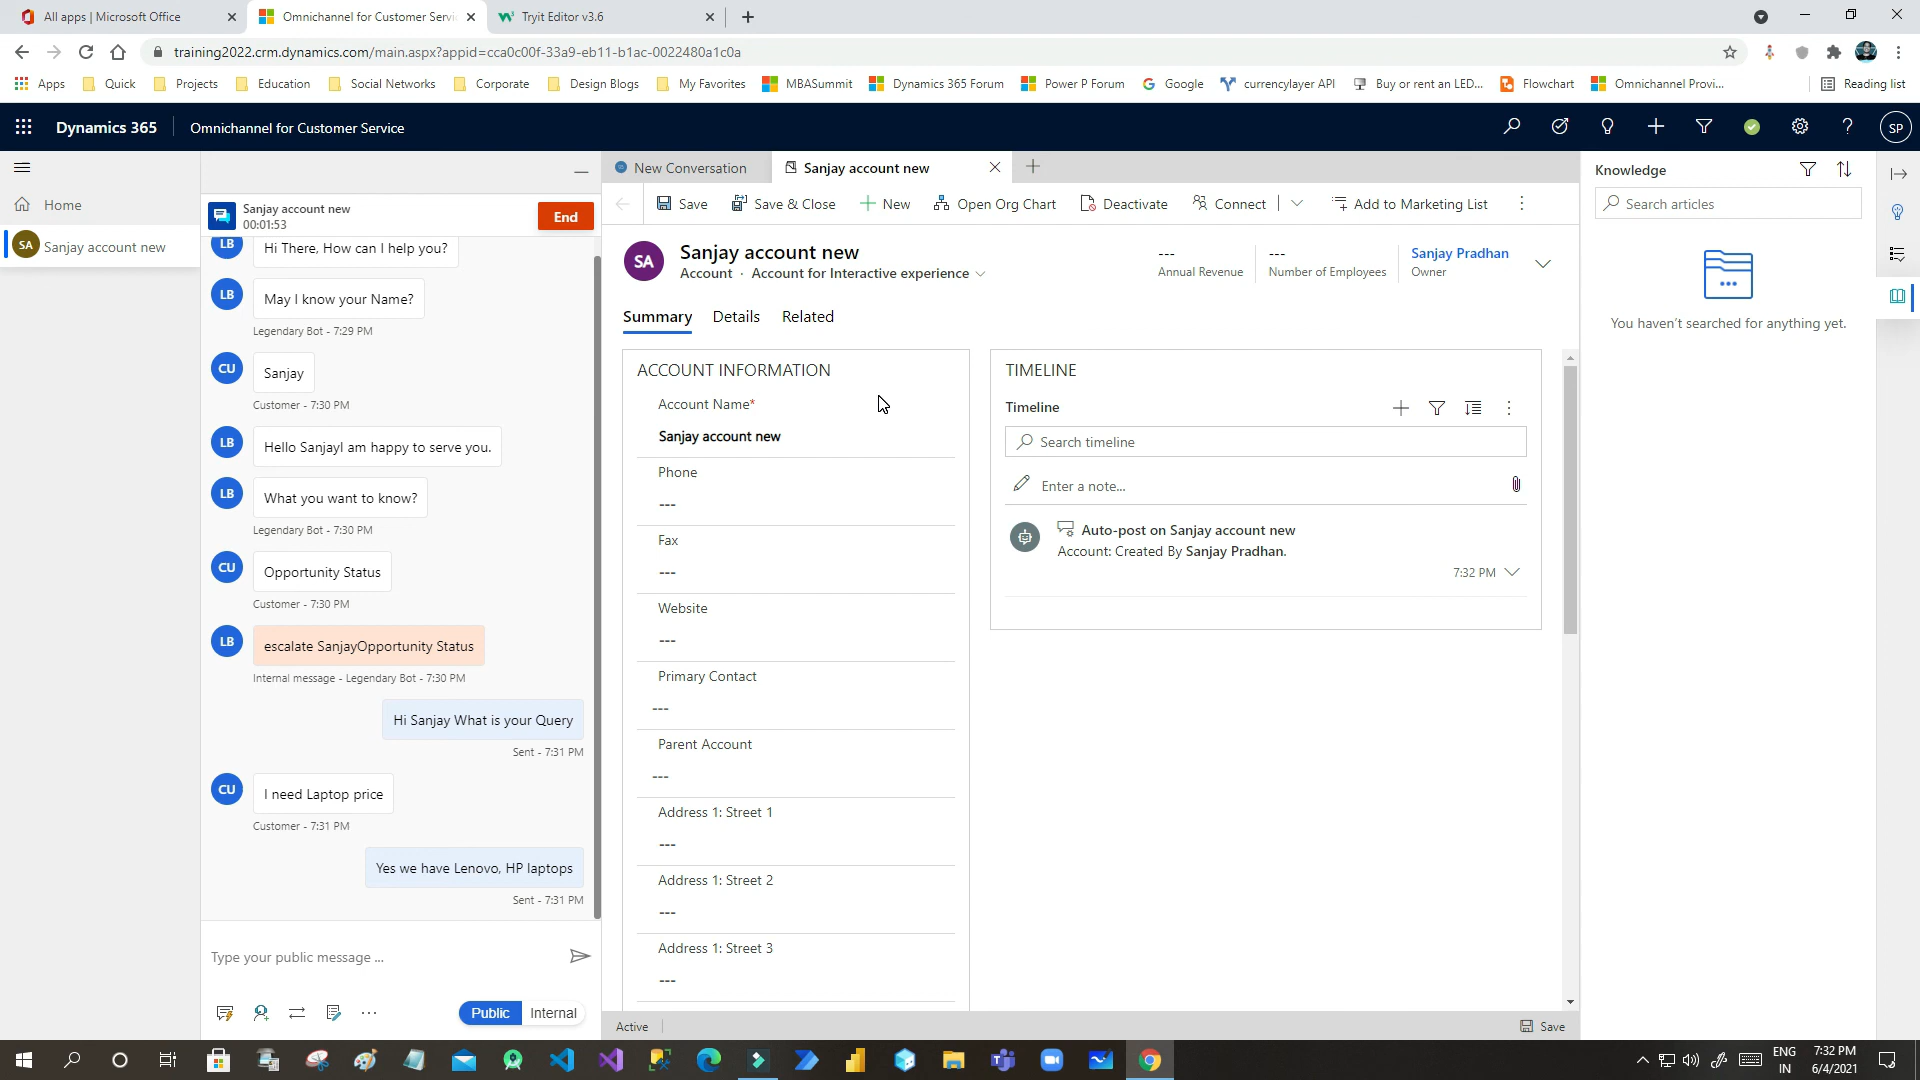 All apps | Microsoft Office
Omnichannel for Customer Servic
Tryit Editor v3.6
training2022.crm.dynamics.com/main.aspx?appid=cca0c00f-33a9-eb11-b1ac-0022480a1c0a
Apps
Quick
Projects
Education
Social Networks
Corporate
Design Blogs
My Favorites
MBASummit
Dynamics 365 Forum
Power P Forum
Google
currencylayer API
Buy or rent an LED...
Flowchart
Omnichannel Provi...
Reading list
Dynamics 365
Omnichannel for Customer Service
SP
Home
SA
Sanjay account new
Sanjay account new
00:01:53
End
LB
Hi There, How can I help you?
LB
May I know your Name?
Legendary Bot - 7:29 PM
CU
Sanjay
Customer - 7:30 PM
LB
Hello SanjayI am happy to serve you.
LB
What you want to know?
Legendary Bot - 7:30 PM
CU
Opportunity Status
Customer - 7:30 PM
LB
escalate SanjayOpportunity Status
Internal message - Legendary Bot - 7:30 PM
Hi Sanjay What is your Query
Sent - 7:31 PM
CU
I need Laptop price
Customer - 7:31 PM
Yes we have Lenovo, HP laptops
Sent - 7:31 PM
Type your public message ...
Public
Internal
New Conversation
Sanjay account new
Save
Save & Close
New
Open Org Chart
Deactivate
Connect
Add to Marketing List
SA
Sanjay account new
Account · Account for Interactive experience
---
Annual Revenue
---
Number of Employees
Sanjay Pradhan
Owner
Summary
Details
Related
ACCOUNT INFORMATION
Account Name*
Sanjay account new
Phone
---
Fax
---
Website
---
Primary Contact
---
Parent Account
---
Address 1: Street 1
---
Address 1: Street 2
---
Address 1: Street 3
---
TIMELINE
Timeline
Search timeline
Enter a note...
Auto-post on Sanjay account new
Account: Created By Sanjay Pradhan.
7:32 PM
Active
Save
Knowledge
Search articles
You haven't searched for anything yet.
ENG
IN
7:32 PM
6/4/2021